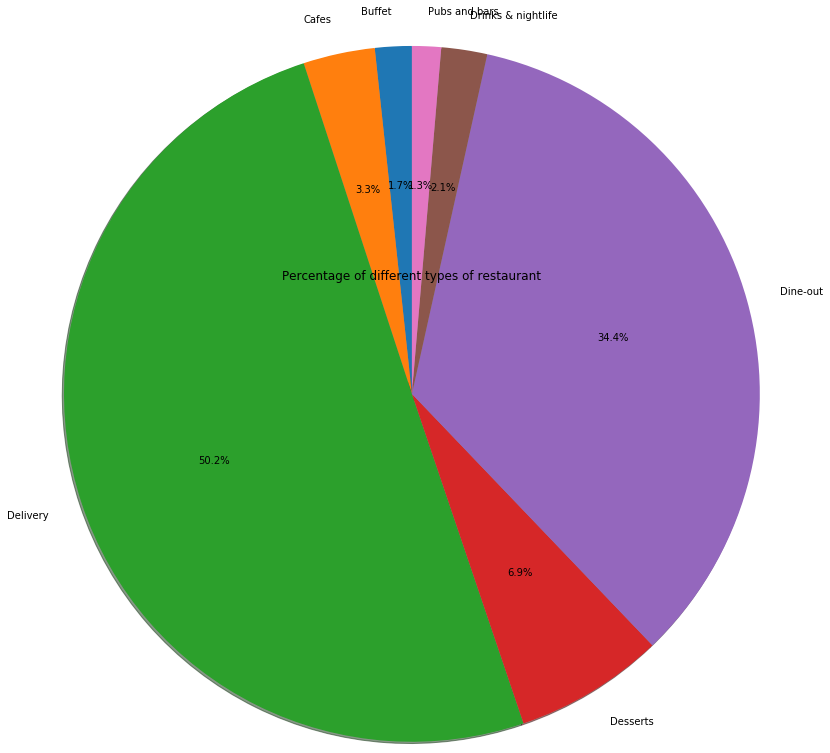 Buffet
Pubs and bars
Drinks & nightlife
Cafes
1.7%
1.3%
2.1%
3.3%
Percentage of different types of restaurant
Dine-out
34.4%
50.2%
Delivery
6.9%
Desserts